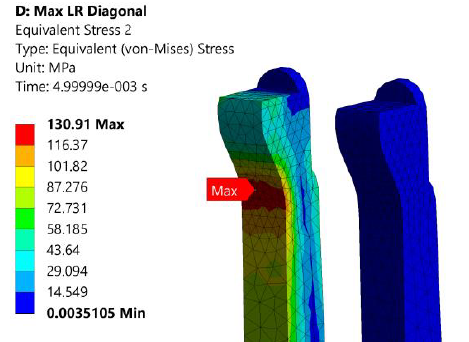 D: Max LR Diagonal
Equivalent Stress 2
Type: Equivalent (von-Mises) Stress
Unit: MPa
Time: 4.99999e-003 s
130.91 Max
116.37
101.82
87.276
72.731
58.185
43.64
29.094
14.549
0.0035105 Min
Max